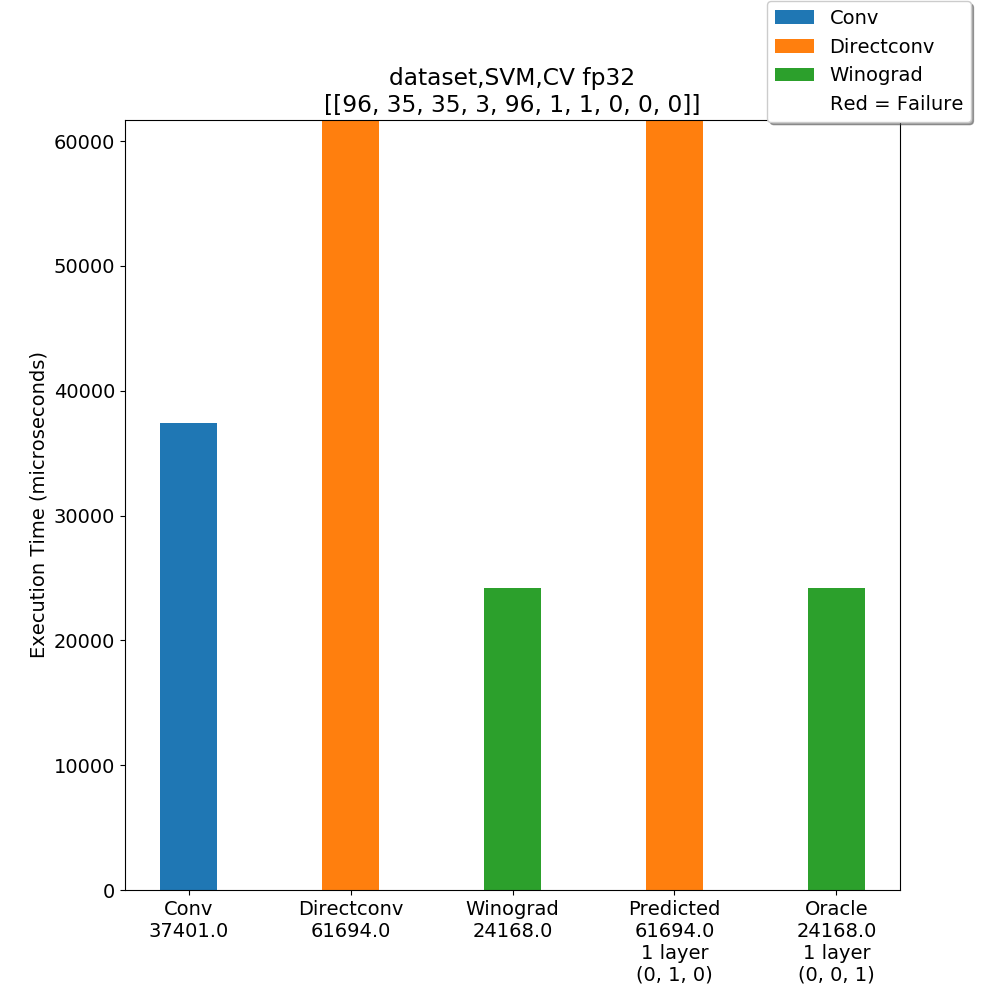 Conv
Directconv
Winograd
Red = Failure
dataset,SVM,CV fp32
[[96, 35, 35, 3, 96, 1, 1, 0, 0, 0]]
Execution Time (microseconds)
60000
50000
40000
30000
20000
10000
0
Conv
37401.0
Directconv
61694.0
Winograd
24168.0
Predicted
61694.0
1 layer
(0, 1, 0)
Oracle
24168.0
1 layer
(0, 0, 1)